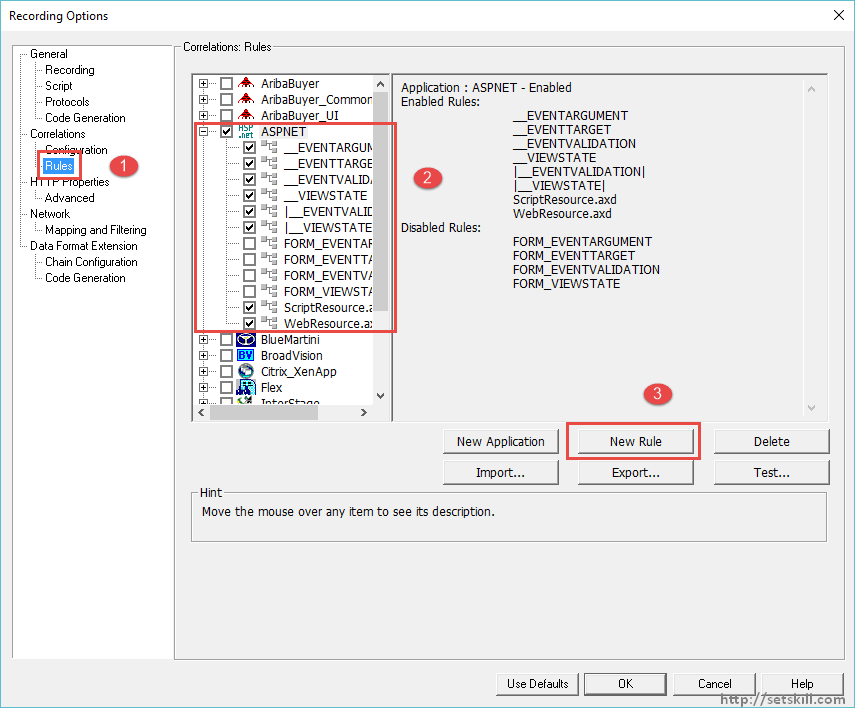 Recording Options
General
Recording
Script
Protocols
Code Generation
Correlations
Configuration
Rules
HTTP Properties
Advanced
Network
Mapping and Filtering
Data Format Extension
Chain Configuration
Code Generation
1
Correlations: Rules
AribaBuyer
AribaBuyer_Common
AribaBuyer_UI
ASP.net ASPNET
__EVENTARGUM
__EVENTTARGE
__EVENTVALIDA
__VIEWSTATE
|__EVENTVALID
|__VIEWSTATE
FORM_EVENTAR
FORM_EVENTTA
FORM_EVENTVA
FORM_VIEWSTA
ScriptResource.a
WebResource.ax
BlueMartini
BV BroadVision
Citrix_XenApp
Flex
InterStage
2
Application : ASPNET - Enabled
Enabled Rules:
__EVENTARGUMENT
__EVENTTARGET
__EVENTVALIDATION
__VIEWSTATE
|__EVENTVALIDATION|
|__VIEWSTATE|
ScriptResource.axd
WebResource.axd
Disabled Rules:
FORM_EVENTARGUMENT
FORM_EVENTTARGET
FORM_EVENTVALIDATION
FORM_VIEWSTATE
3
New Application New Rule Delete
Import... Export... Test...
Hint
Move the mouse over any item to see its description.
Use Defaults OK Cancel Help
http://setskill.com